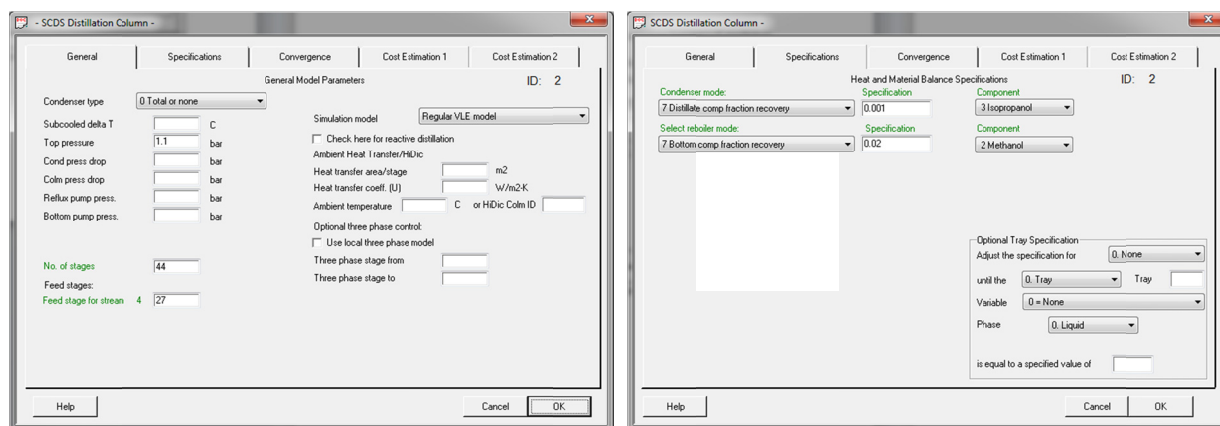 - SCDS Distillation Column -
General Specifications Convergence Cost Estimation 1 Cost Estimation 2
General Model Parameters ID: 2
Condenser type 0 Total or none
Simulation model Regular VLE model
Subcooled delta T C
Check here for reactive distillation
Top pressure 1.1 bar
Ambient Heat Transfer/HiDic
Cond press drop bar
Heat transfer area/stage m2
Colm press drop bar
Heat transfer coeff. (U) W/m2-K
Reflux pump press. bar
Ambient temperature C or HiDic Colm ID
Bottom pump press. bar
Optional three phase control:
Use local three phase model
No. of stages 44
Three phase stage from
Feed stages:
Three phase stage to
Feed stage for strean 4 27
Help Cancel OK
SCDS Distillation Column -
General Specifications Convergence Cost Estimation 1 Cost Estimation 2
Heat and Material Balance Specifications ID: 2
Condenser mode: Specification Component
7 Distillate comp fraction recovery 0.001 3 Isopropanol
Select reboiler mode: Specification Component
7 Bottom comp fraction recovery 0.02 2 Methanol
Optional Tray Specification
Adjust the specification for 0. None
until the 0. Tray Tray
Variable 0 = None
Phase 0. Liquid
is equal to a specified value of
Help Cancel OK